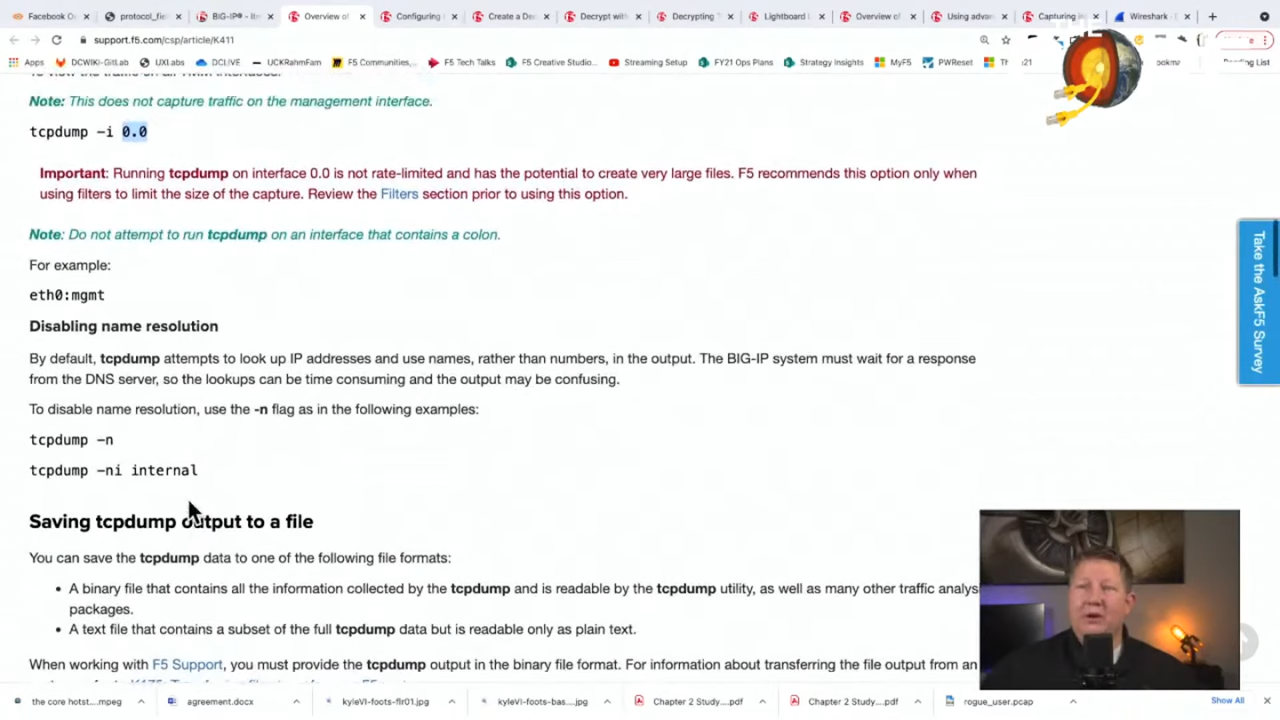 Facebook O
protocol_fie
BIG-IP® - It
Overview of
Configuring
Create a De
Decrypt with
Decrypting
Lightboard L
Overview of
Using advan
Capturing in
Wireshark
support.f5.com/csp/article/K411
Apps
DCWIKI-GitLab
UXLabs
DCLIVE
UCKRahmFam
F5 Communities,...
F5 Tech Talks
F5 Creative Studio...
Streaming Setup
FY21 Ops Plans
Strategy Insights
MyF5
PWReset
Reading List
THE
Note: This does not capture traffic on the management interface.
tcpdump -i 0.0
Important: Running tcpdump on interface 0.0 is not rate-limited and has the potential to create very large files. F5 recommends this option only when
using filters to limit the size of the capture. Review the Filters section prior to using this option.
Note: Do not attempt to run tcpdump on an interface that contains a colon.
For example:
eth0:mgmt
Disabling name resolution
By default, tcpdump attempts to look up IP addresses and use names, rather than numbers, in the output. The BIG-IP system must wait for a response
from the DNS server, so the lookups can be time consuming and the output may be confusing.
To disable name resolution, use the -n flag as in the following examples:
tcpdump -n
tcpdump -ni internal
Saving tcpdump output to a file
You can save the tcpdump data to one of the following file formats:
A binary file that contains all the information collected by the tcpdump and is readable by the tcpdump utility, as well as many other traffic analys
packages.
A text file that contains a subset of the full tcpdump data but is readable only as plain text.
When working with F5 Support, you must provide the tcpdump output in the binary file format. For information about transferring the file output from an
Take the AskF5 Survey
the core hotst....mpeg
agreement.docx
kyleVI-foots-flr01.jpg
kyleVI-foots-bas....jpg
Chapter 2 Study....pdf
Chapter 2 Study....pdf
rogue_user.pcap
Show All